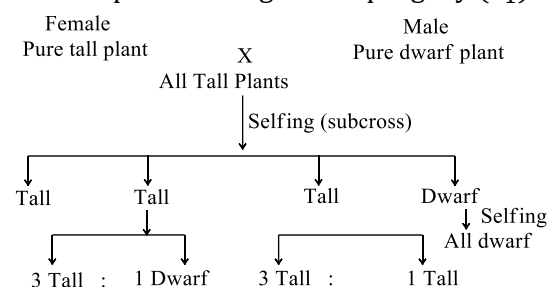 Female
Male
Pure tall plant
Pure dwarf plant
X
All Tall Plants
Selfing (subcross)
Tall Tall Tall Dwarf
Selfing
All dwarf
3 Tall : 1 Dwarf 3 Tall : 1 Tall